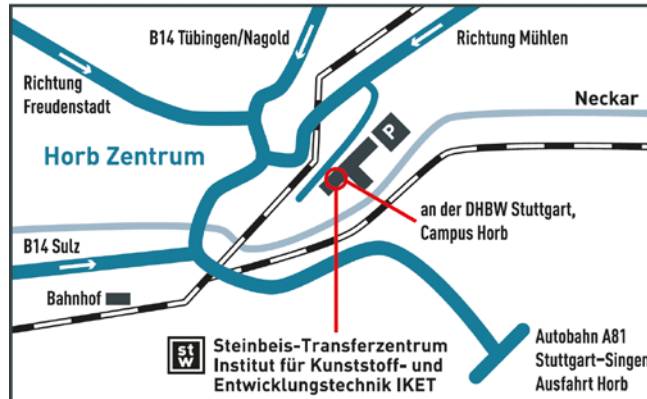 B14 Tübingen/Nagold
Richtung Mühlen
Richtung
Freudenstadt
Neckar
P
Horb Zentrum
an der DHBW Stuttgart,
Campus Horb
B14 Sulz
Bahnhof
stw
Steinbeis-Transferzentrum
Institut für Kunststoff- und
Entwicklungstechnik IKET
Autobahn A81
Stuttgart–Singen
Ausfahrt Horb